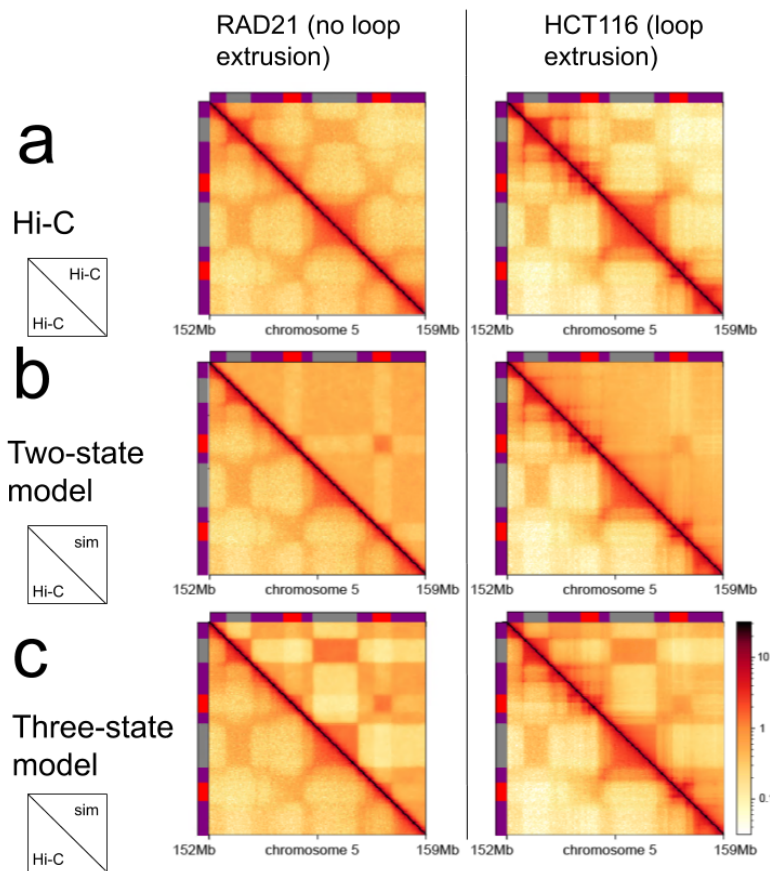 RAD21 (no loop
extrusion)
HCT116 (loop
extrusion)
a
Hi-C
Hi-C
Hi-C
152Mb chromosome 5 159Mb
152Mb chromosome 5 159Mb
b
Two-state
model
sim
Hi-C
152Mb chromosome 5 159Mb
152Mb chromosome 5 159Mb
c
Three-state
model
sim
Hi-C
10
1
0.1
152Mb chromosome 5 159Mb
152Mb chromosome 5 159Mb